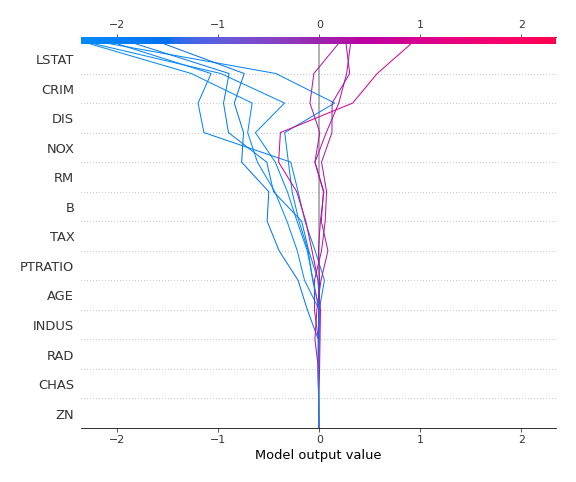 −2 −1 0 1 2
LSTAT
CRIM
DIS
NOX
RM
B
TAX
PTRATIO
AGE
INDUS
RAD
CHAS
ZN
−2 −1 0 1 2
Model output value